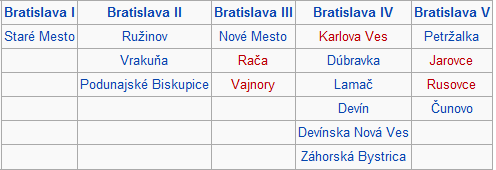 Bratislava I Bratislava II Bratislava III Bratislava IV Bratislava V
Staré Mesto Ružinov Nové Mesto Karlova Ves Petržalka
Vrakuňa Rača Dúbravka Jarovce
Podunajské Biskupice Vajnory Lamač Rusovce
Devín Čunovo
Devínska Nová Ves
Záhorská Bystrica